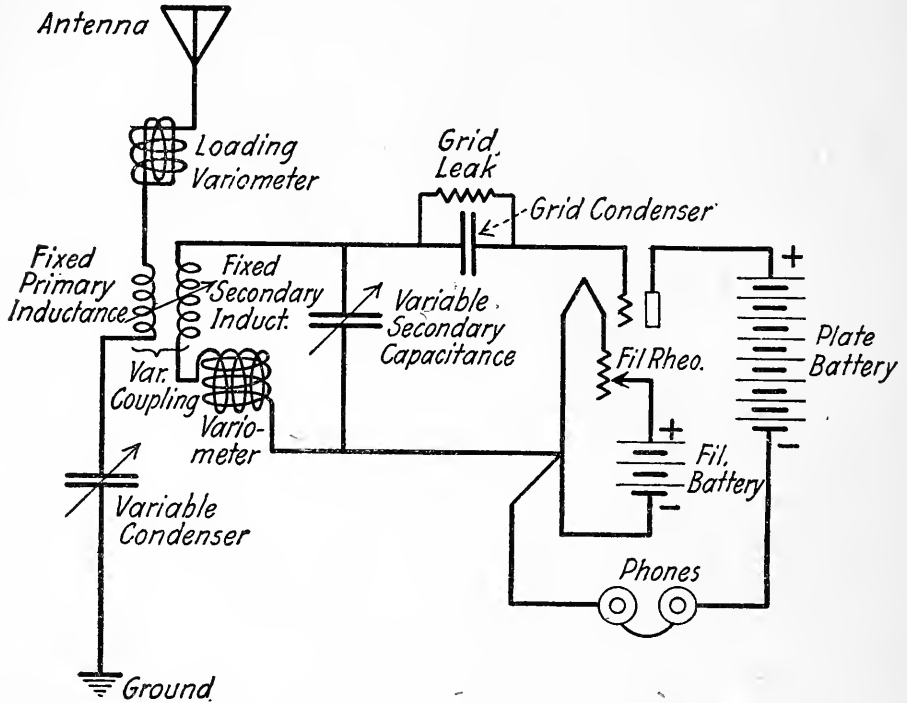 Antenna
Loading
Variometer
Grid
Leak
Grid Condenser
Fixed
Primary
Inductance
Fixed
Secondary
Induct.
Variable
Secondary
Capacitance
+
Plate
Battery
-
Fil Rheo.
Var.
Coupling
Vario-
meter
+
Fil.
Battery
-
Variable
Condenser
Phones
Ground